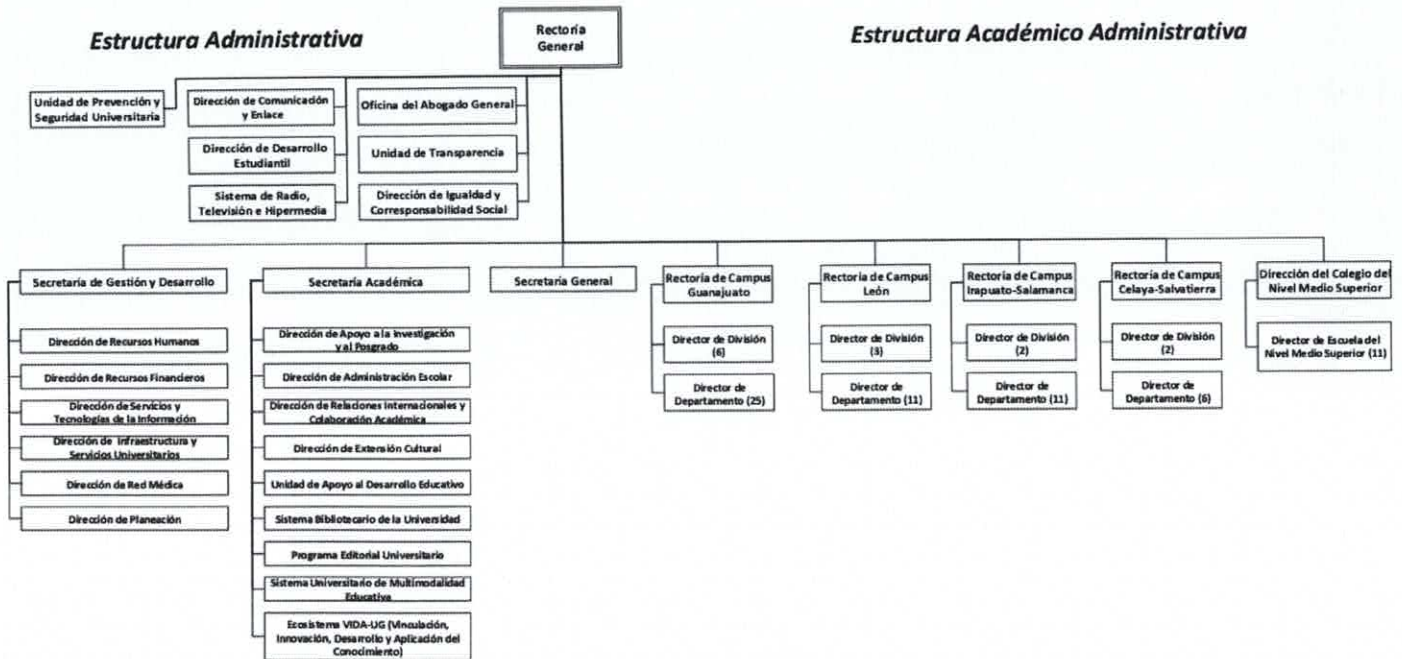 Estructura Administrativa
Rectoría
General
Estructura Académico Administrativa
Unidad de Prevención y
Seguridad Universitaria
Dirección de Comunicación
y Enlace
Oficina del Abogado General
Dirección de Desarrollo
Estudiantil
Unidad de Transparencia
Sistema de Radio,
Televisión e Hipermedia
Dirección de Igualdad y
Corresponsabilidad Social
Secretaría de Gestión y Desarrollo
Dirección de Recursos Humanos
Dirección de Recursos Financieros
Dirección de Servicios y
Tecnologías de la Información
Dirección de Infraestructura y
Servicios Universitarios
Dirección de Red Médica
Dirección de Planeación
Secretaría Académica
Dirección de Apoyo a la Investigación
y al Posgrado
Dirección de Administración Escolar
Dirección de Relaciones Internacionales y
Colaboración Académica
Dirección de Extensión Cultural
Unidad de Apoyo al Desarrollo Educativo
Sistema Bibliotecario de la Universidad
Programa Editorial Universitario
Sistema Universitario de Multimodalidad
Educativa
Ecosistema VIDA-UG (Vinculación,
Innovación, Desarrollo y Aplicación del
Conocimiento)
Secretaría General
Rectoría de Campus
Guanajuato
Director de División
(6)
Director de
Departamento (25)
Rectoría de Campus
León
Director de División
(3)
Director de
Departamento (11)
Rectoría de Campus
Irapuato-Salamanca
Director de División
(2)
Director de
Departamento (11)
Rectoría de Campus
Celaya-Salvatierra
Director de División
(2)
Director de
Departamento (6)
Dirección del Colegio del
Nivel Medio Superior
Director de Escuela del
Nivel Medio Superior (11)